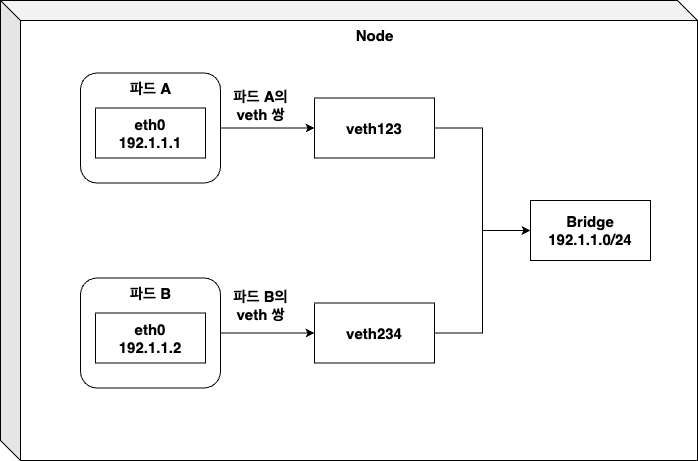 Node
파드 A
eth0
192.1.1.1
파드 A의
veth 쌍
veth123
Bridge
192.1.1.0/24
파드 B
eth0
192.1.1.2
파드 B의
veth 쌍
veth234